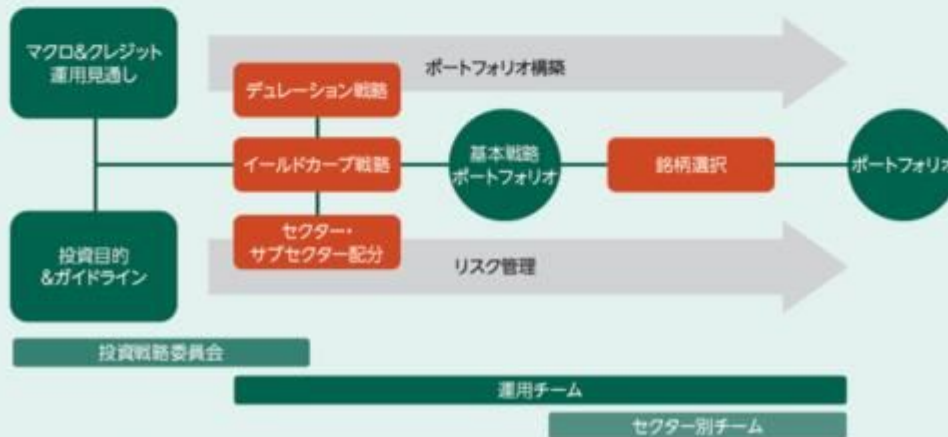 マクロ&クレジット
運用見通し
ポートフォリオ構築
デュレーション戦略
イールドカーブ戦略
基本戦略
ポートフォリオ
銘柄選択
ポートフォリオ
セクター・
サブセクター配分
投資目的
&ガイドライン
リスク管理
投資戦略委員会
運用チーム
セクター別チーム